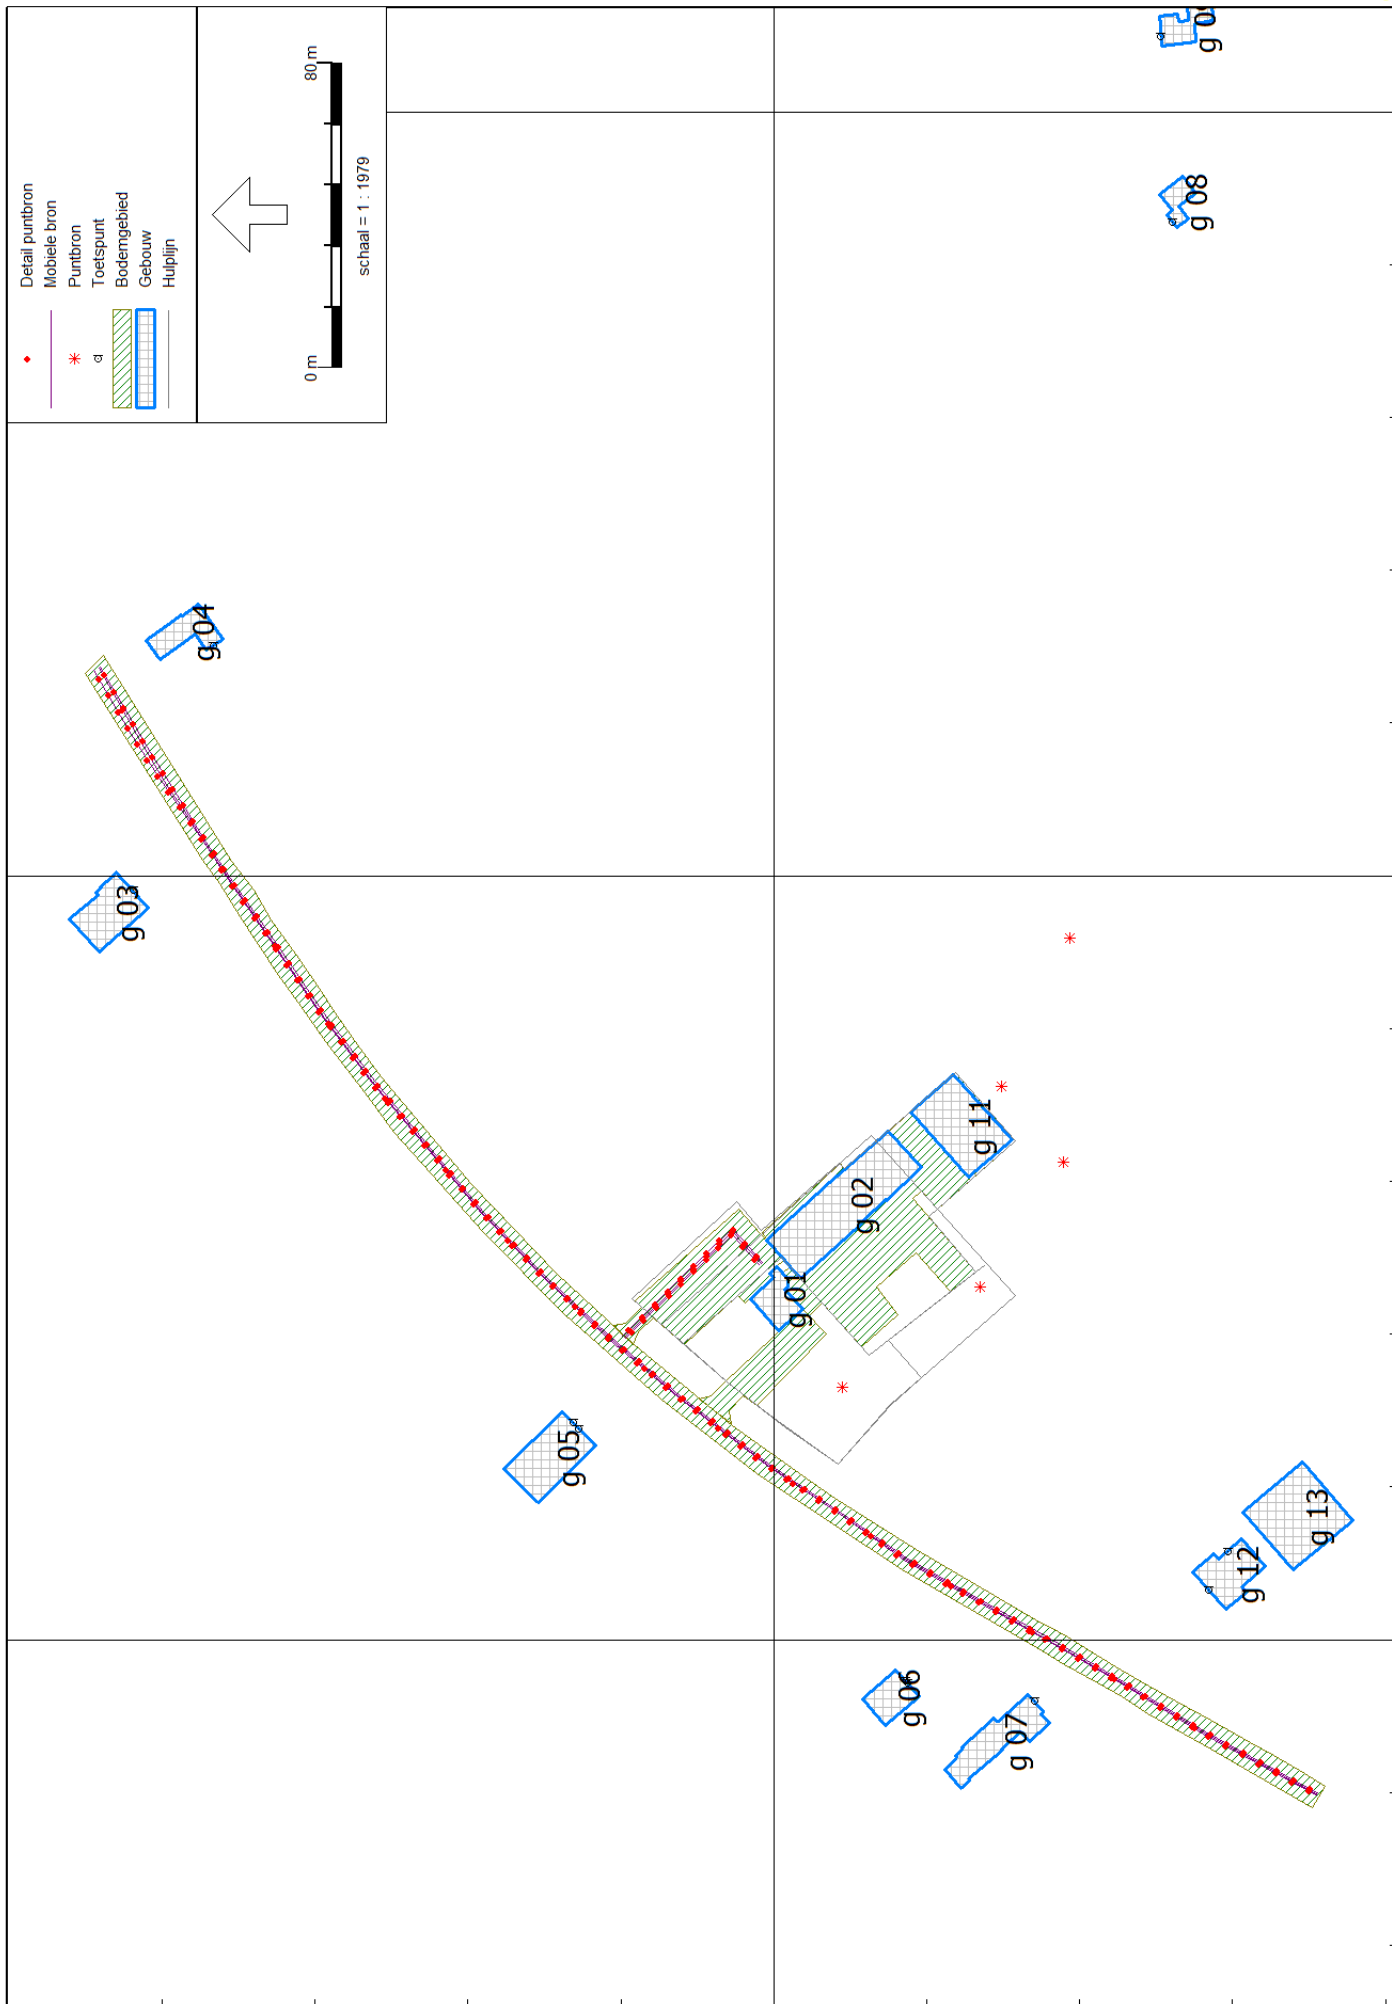 Detail puntbron
Mobiele bron
Puntbron
Toetspunt
Bodemgebied
Gebouw
Hulplijn
0 m
80 m
schaal = 1 : 1979
g 03
g 04
g 05
g 01
g 02
g 11
g 06
g 07
g 12
g 13
g 08